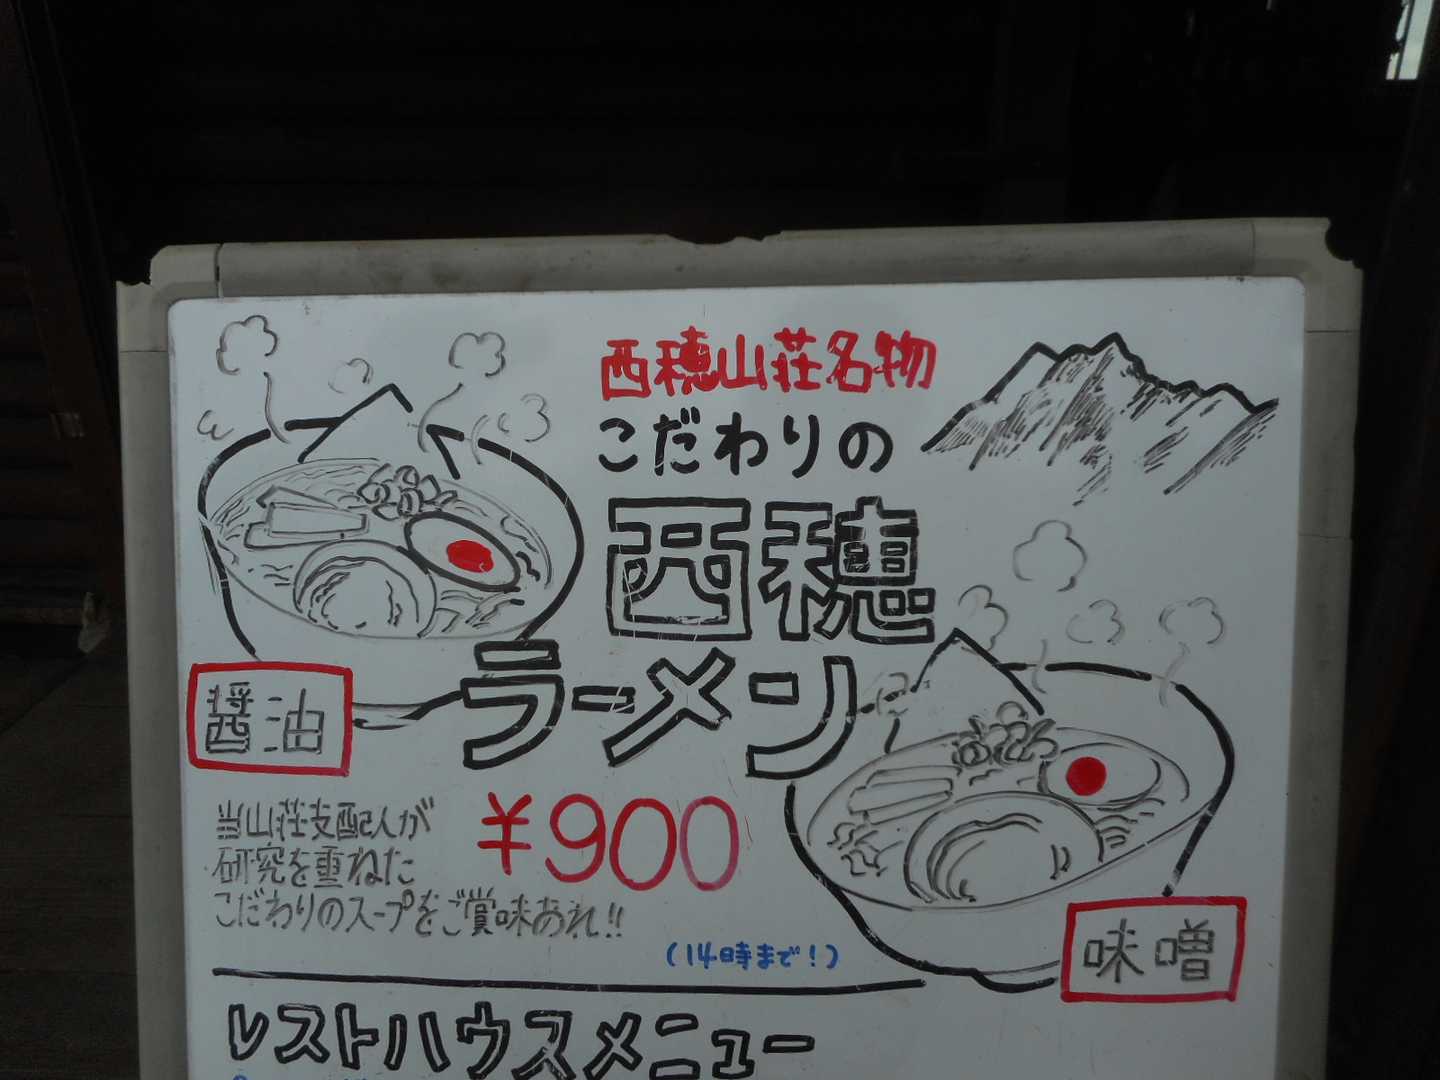 西穂山荘名物
こだわりの
西穂
ラーメン
醤油
¥900
当山荘支配人が
研究を重ねた
こだわりのスープをご賞味あれ!!
(14時まで!)
味噌
レストハウスメニュー